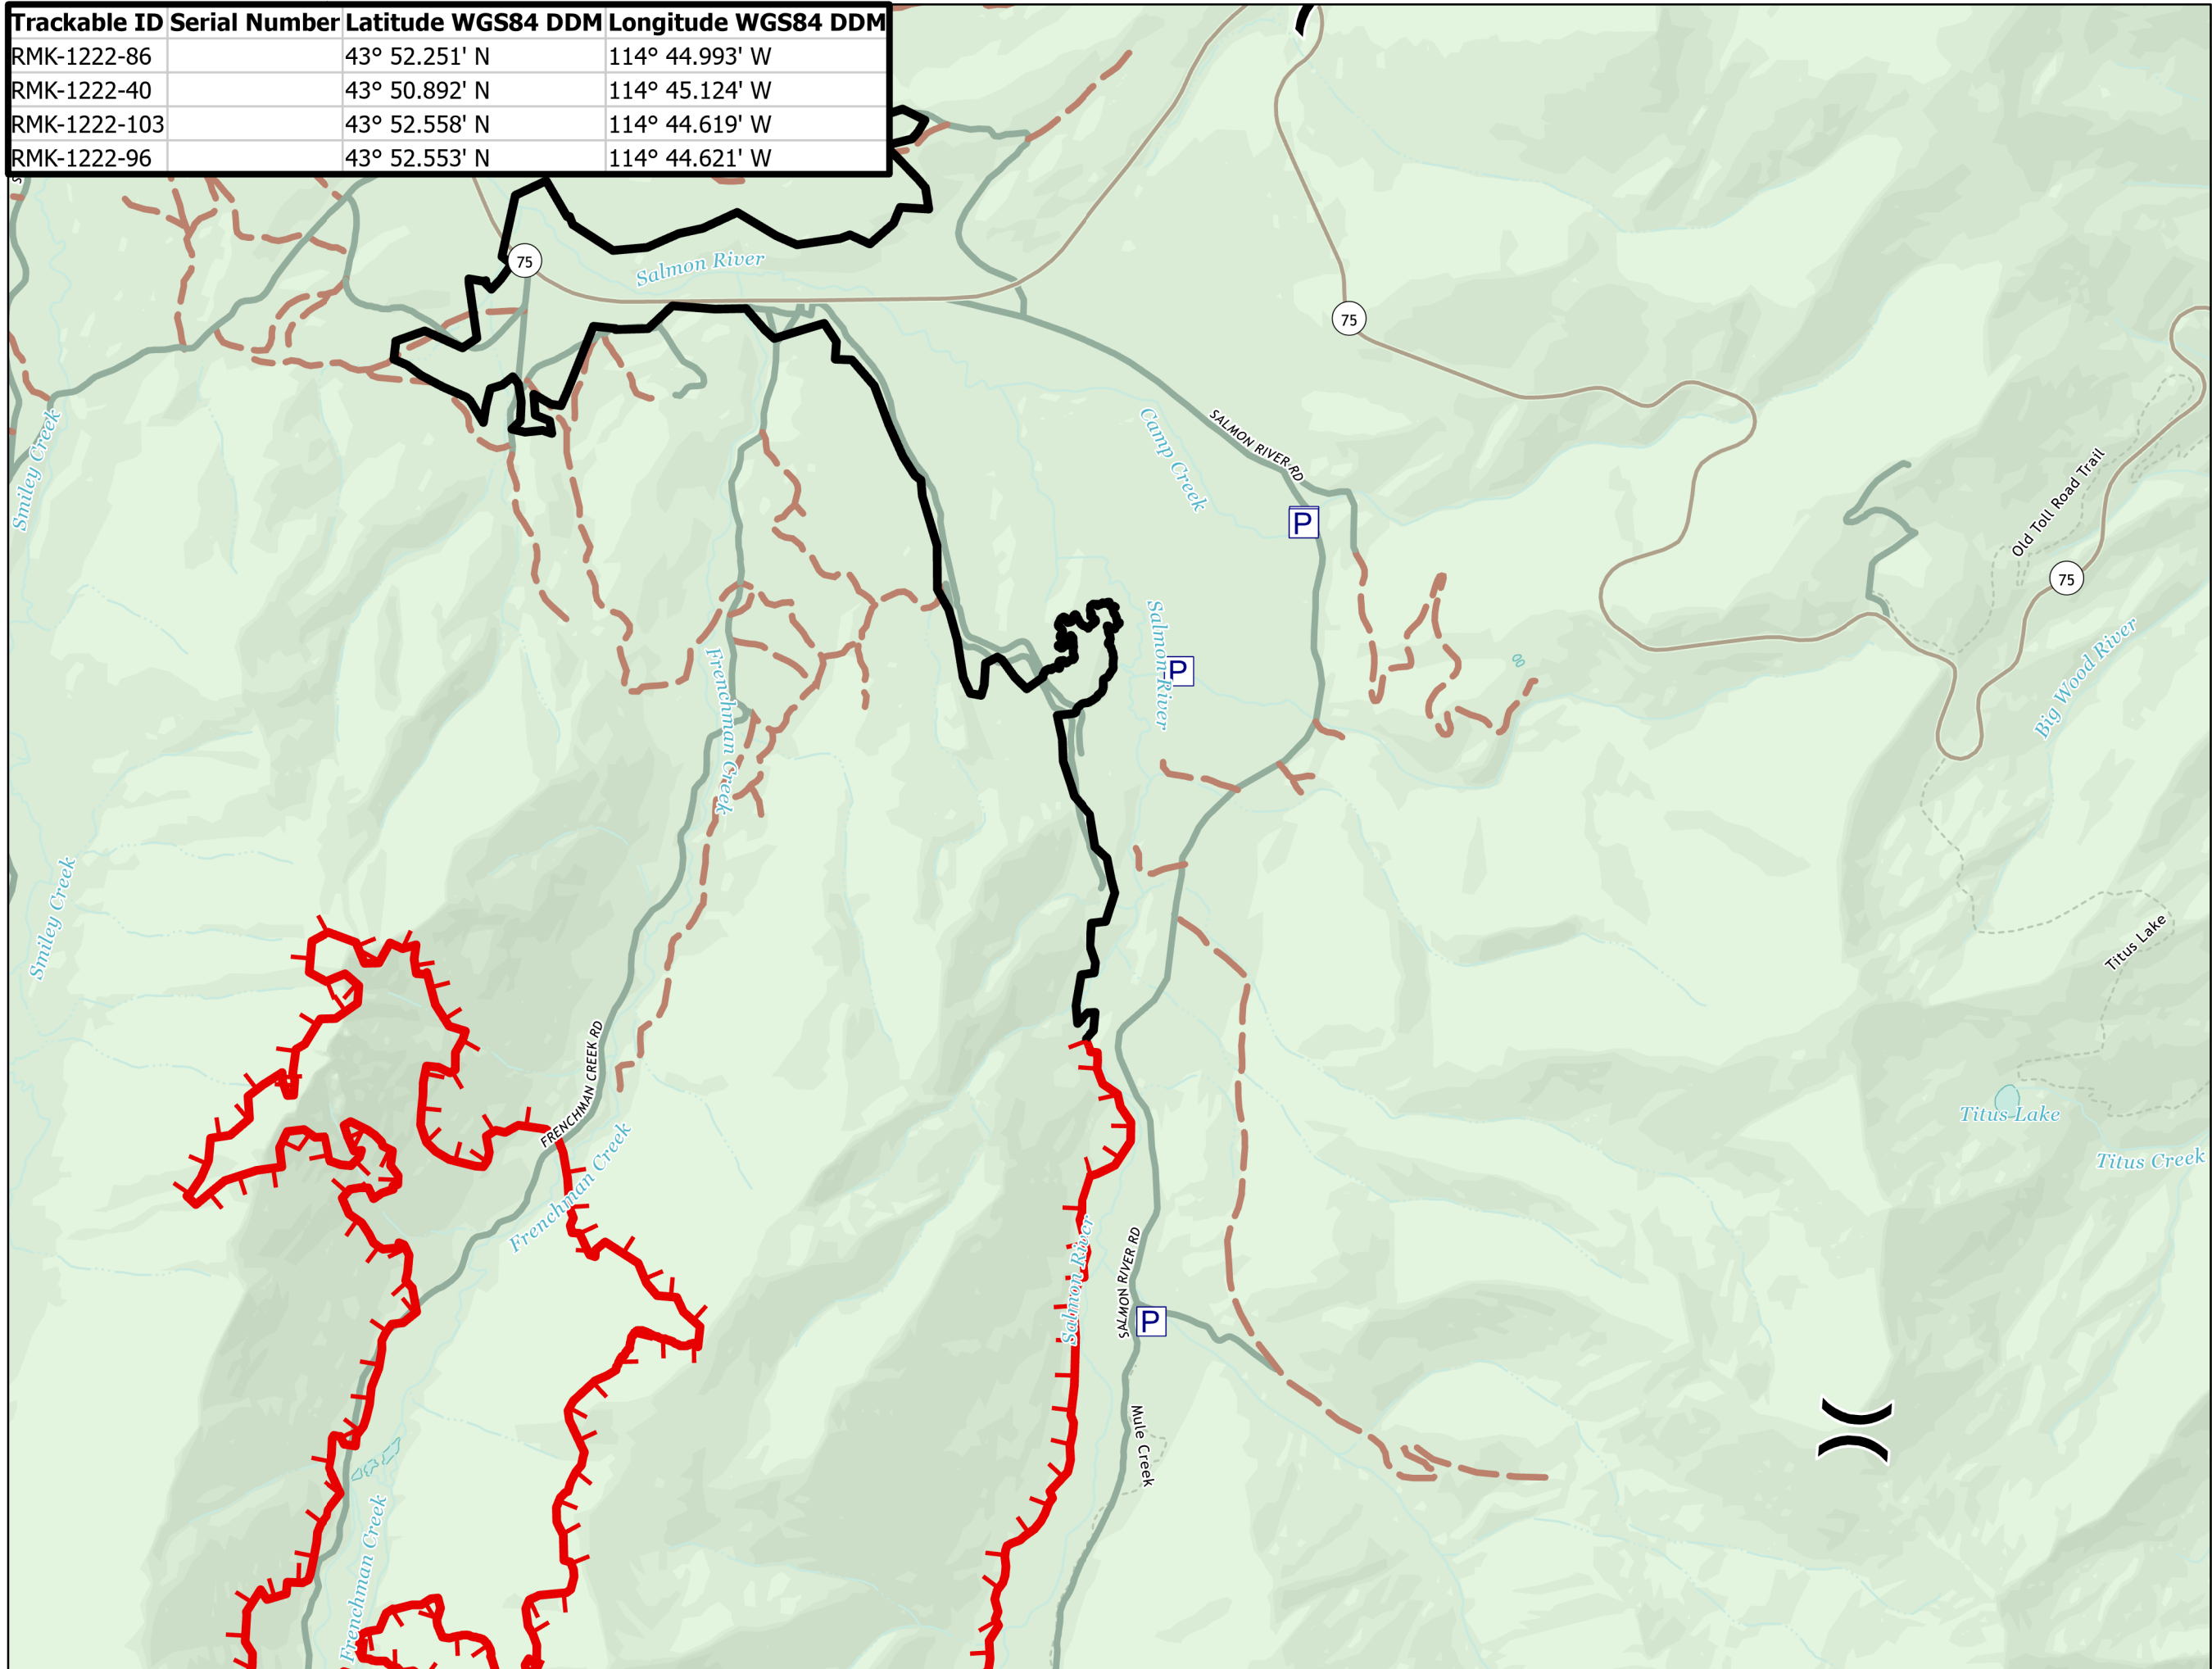 Trackable ID Serial Number Latitude WGS84 DDM Longitude WGS84 DDM
RMK-1222-86 43° 52.251' N 114° 44.993' W
RMK-1222-40 43° 50.892' N 114° 45.124' W
RMK-1222-103 43° 52.558' N 114° 44.619' W
RMK-1222-96 43° 52.553' N 114° 44.621' W
75
Salmon River
75
Smiley Creek
Camp Creek
SALMON RIVER RD
P
Old Toll Road Trail
75
Salmon River
P
Frenchman Creek
Big Wood River
Smiley Creek
Titus Lake
FRENCHMAN CREEK RD
Frenchman Creek
Titus Lake
Titus Creek
Salmon River
SALMON RIVER RD
P
Mule Creek
Frenchman Creek